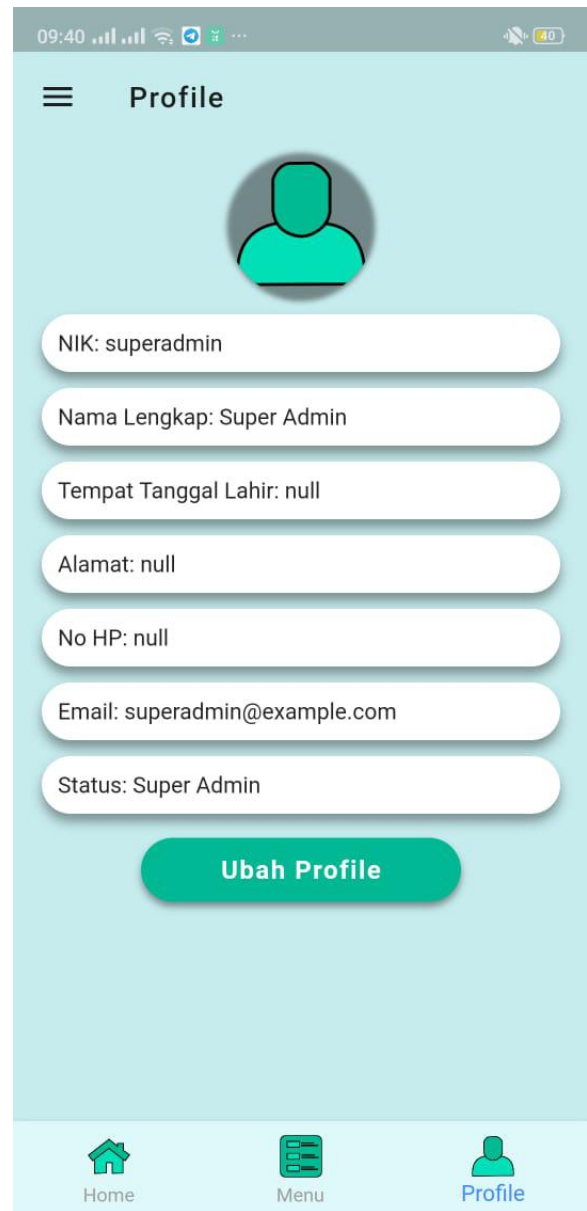 09:40
40
Profile
NIK: superadmin
Nama Lengkap: Super Admin
Tempat Tanggal Lahir: null
Alamat: null
No HP: null
Email: superadmin@example.com
Status: Super Admin
Ubah Profile
Home Menu Profile